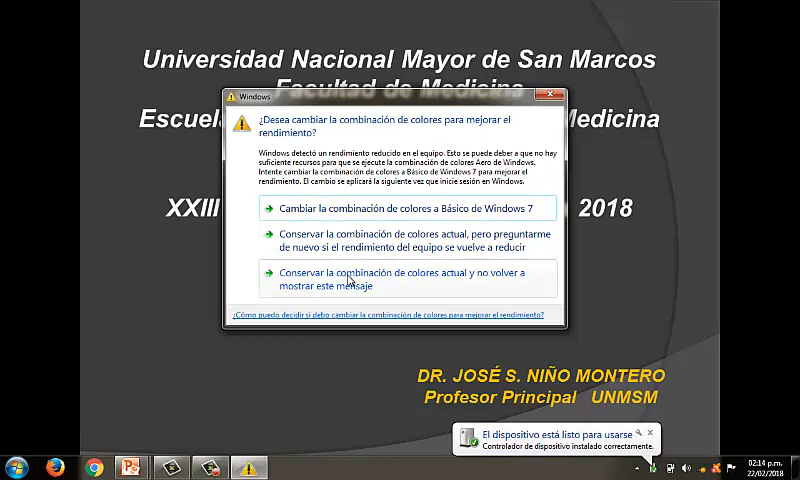 Universidad Nacional Mayor de San Marcos
Facultad de Medicina
Medicina
XXIII
2018
Windows
¿Desea cambiar la combinación de colores para mejorar el
rendimiento?
Windows detectó un rendimiento reducido en el equipo. Esto se puede deber a que no hay
suficiente recursos para que se ejecute la combinación de colores Aero de Windows.
Intente cambiar la combinación de colores a Básico de Windows 7 para mejorar el
rendimiento. El cambio se aplicará la siguiente vez que inicie sesión en Windows.
Cambiar la combinación de colores a Básico de Windows 7
Conservar la combinación de colores actual, pero preguntarme
de nuevo si el rendimiento del equipo se vuelve a reducir
Conservar la combinación de colores actual y no volver a
mostrar este mensaje
¿Cómo puedo decidir si debo cambiar la combinación de colores para mejorar el rendimiento?
DR. JOSÉ S. NIÑO MONTERO
Profesor Principal UNMSM
El dispositivo está listo para usarse
Controlador de dispositivo instalado correctamente.
02:14 p.m.
22/02/2018